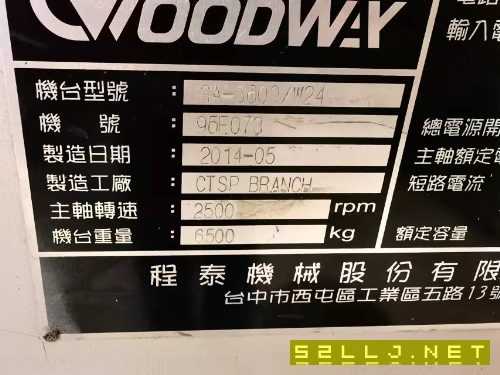 GOODWAY
機台型號 : GA-3600/W24
機號 : 95E073
製造日期 : 2014-05
製造工廠 : CTSP BRANCH
主軸轉速 : 2500 rpm
機台重量 : 6500 kg
輸入電
總電源開
主軸額定電
短路電流
額定容量
程泰機械股份有限
台中市西屯區工業區五路13號
52LLJ.NET